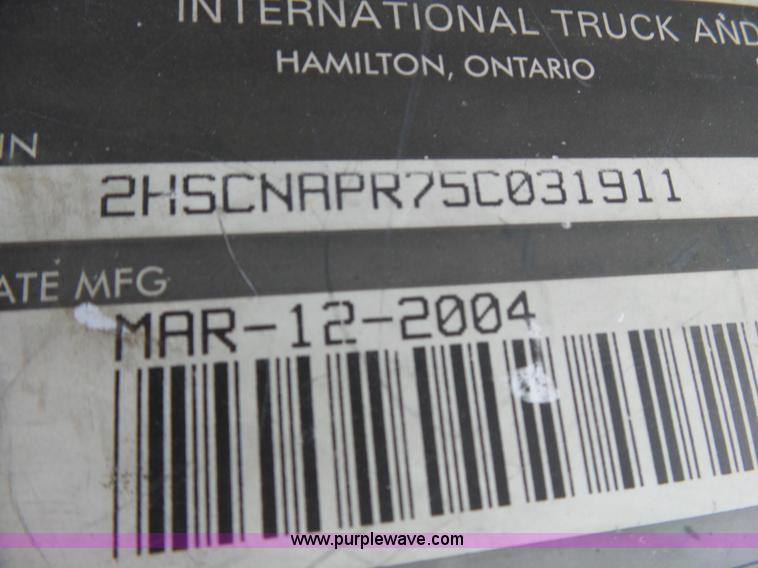 INTERNATIONAL TRUCK AND
HAMILTON, ONTARIO
IN
2HSCNAPR75C031911
ATE MFG
MAR-12-2004
www.purplewave.com